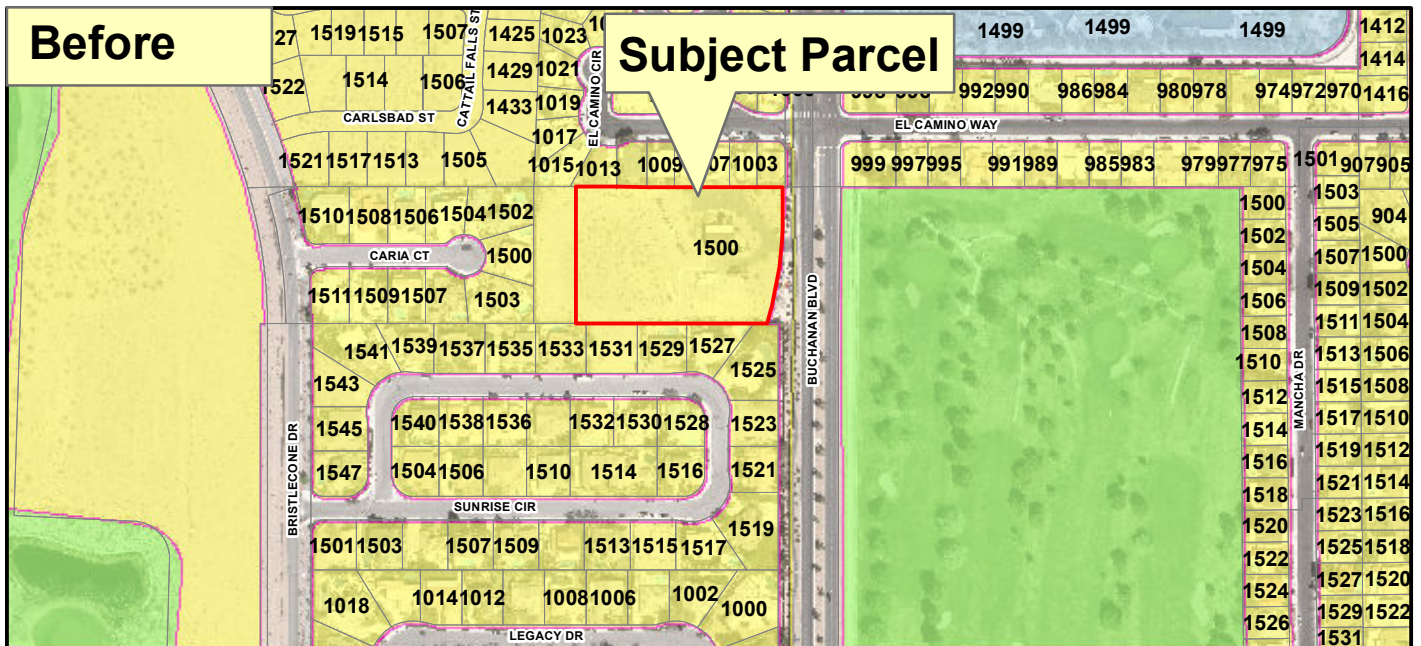 Before
Subject Parcel
27 1519 1515 1507 1425 1023
1499 1499 1499 1412
CATTAIL FALLS ST
EL CAMINO CIR
1522 1514 1506 1429 1021
1414
1433 1019
992 990 986 984 980 978 974 972 970 1416
CARLSBAD ST
EL CAMINO WAY
1017
1521 1517 1513 1505 1015 1013 1009 1003
999 997 995 991 989 985 983 979 977 975 1501 907 905
1510 1508 1506 1504 1502
1500 1503
1505 904
1500
CARIA CT
1500
1502
1504 1507 1500
1511 1509 1507 1503
BUCHANAN BLVD
1506 1509 1502
1508 1511 1504
1541 1539 1537 1535 1533 1531 1529 1527
1510 1513 1506
1543 1525
MANCHA DR
1512 1515 1508
1545 1540 1538 1536 1532 1530 1528 1523
1514 1517 1510
BRISTLECONE DR
1547 1504 1506 1510 1514 1516 1521
1516 1519 1512
1518 1521 1514
SUNRISE CIR
1519
1520 1523 1516
1501 1503 1507 1509 1513 1515 1517
1522 1525 1518
1524 1527 1520
1018 1014 1012 1008 1006 1002 1000
1526 1529 1522
LEGACY DR
1531